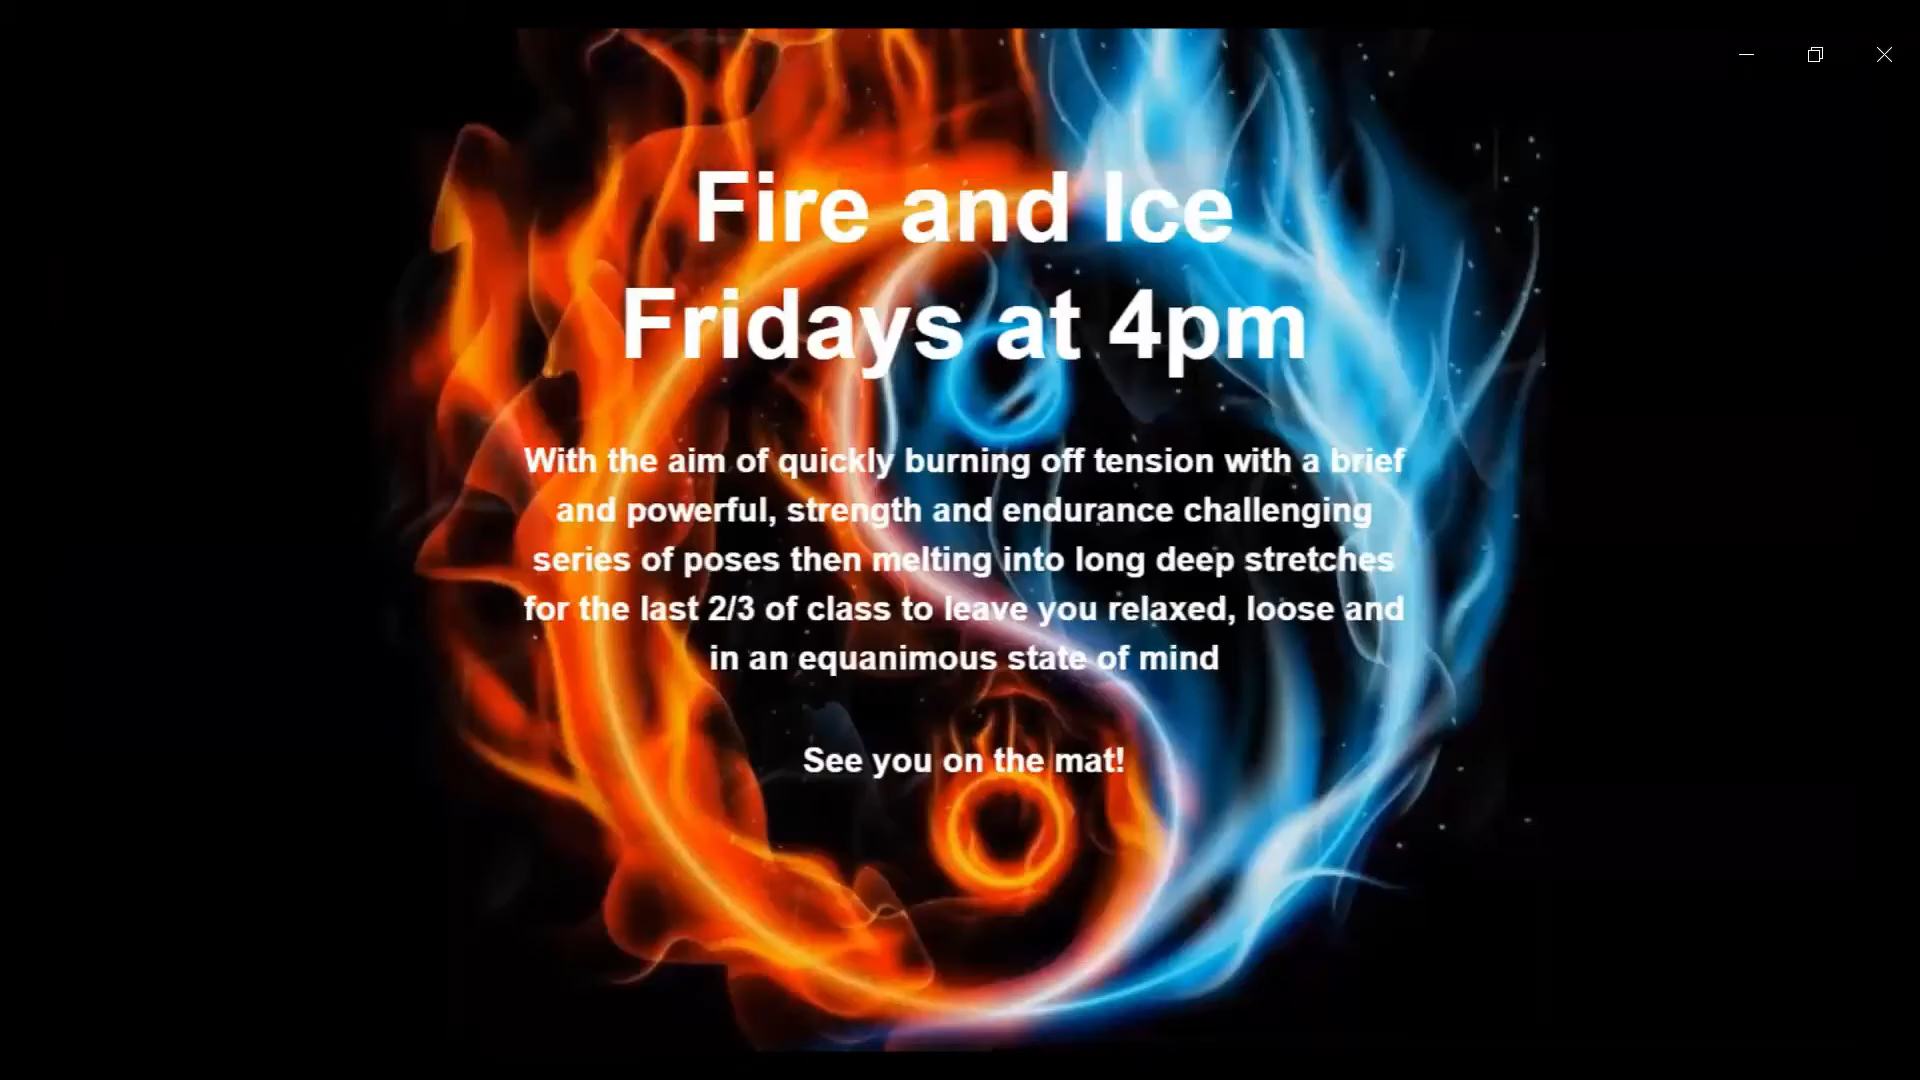 Fire and Ice
Fridays at 4pm
With the aim of quickly burning off tension with a brief
and powerful, strength and endurance challenging
series of poses then melting into long deep stretches
for the last 2/3 of class to leave you relaxed, loose and
in an equanimous state of mind
See you on the mat!